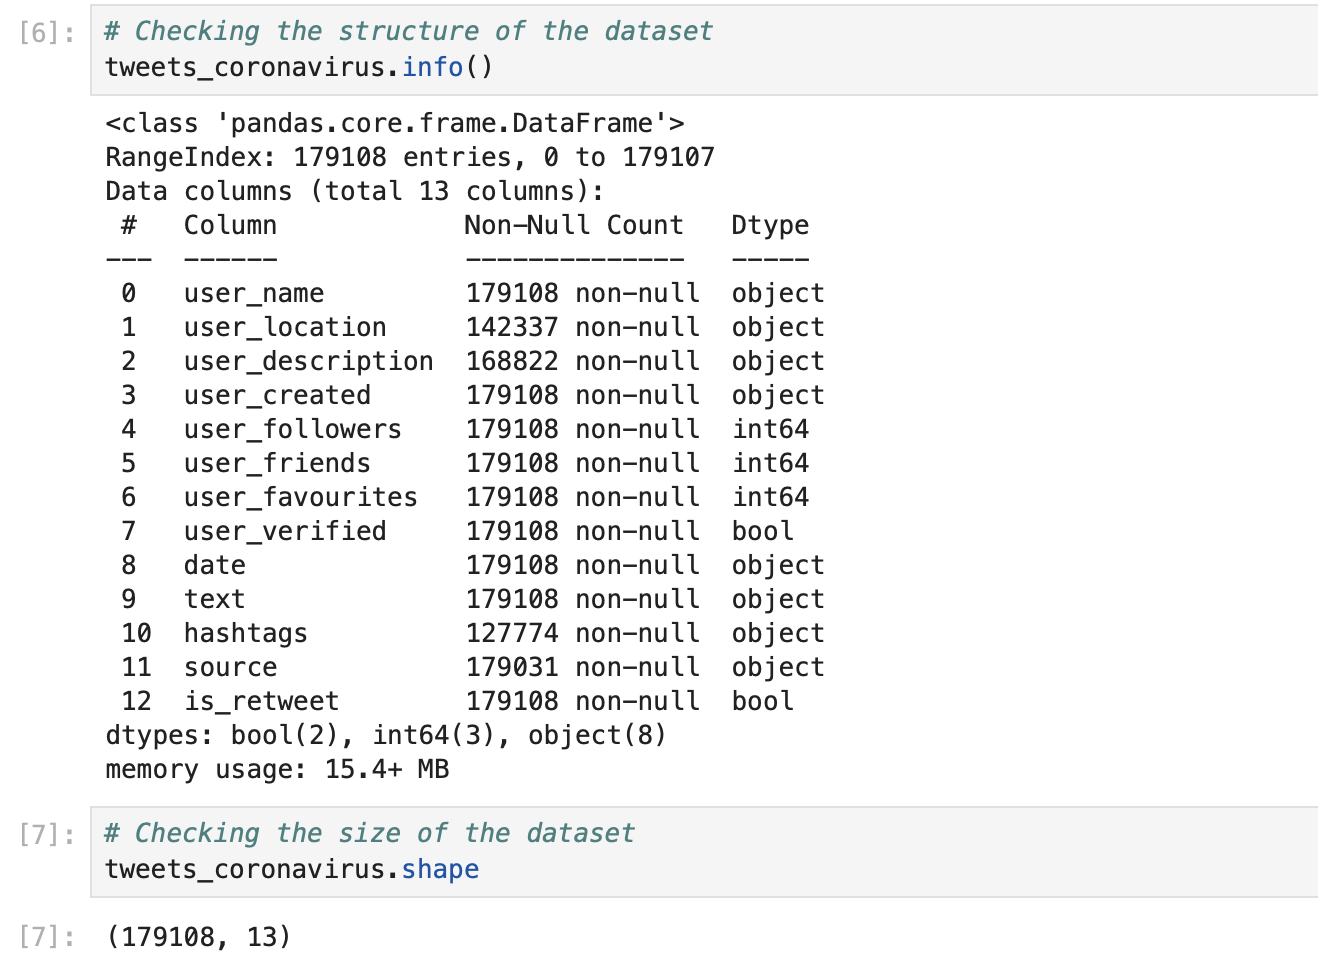 [6]: # Checking the structure of the dataset
tweets_coronavirus.info()
<class 'pandas.core.frame.DataFrame'>
RangeIndex: 179108 entries, 0 to 179107
Data columns (total 13 columns):
 #   Column            Non-Null Count   Dtype
---  ------            --------------   -----
 0   user_name         179108 non-null  object
 1   user_location     142337 non-null  object
 2   user_description  168822 non-null  object
 3   user_created      179108 non-null  object
 4   user_followers    179108 non-null  int64
 5   user_friends      179108 non-null  int64
 6   user_favourites   179108 non-null  int64
 7   user_verified     179108 non-null  bool
 8   date              179108 non-null  object
 9   text              179108 non-null  object
 10  hashtags          127774 non-null  object
 11  source            179031 non-null  object
 12  is_retweet        179108 non-null  bool
dtypes: bool(2), int64(3), object(8)
memory usage: 15.4+ MB
[7]: # Checking the size of the dataset
tweets_coronavirus.shape
[7]: (179108, 13)